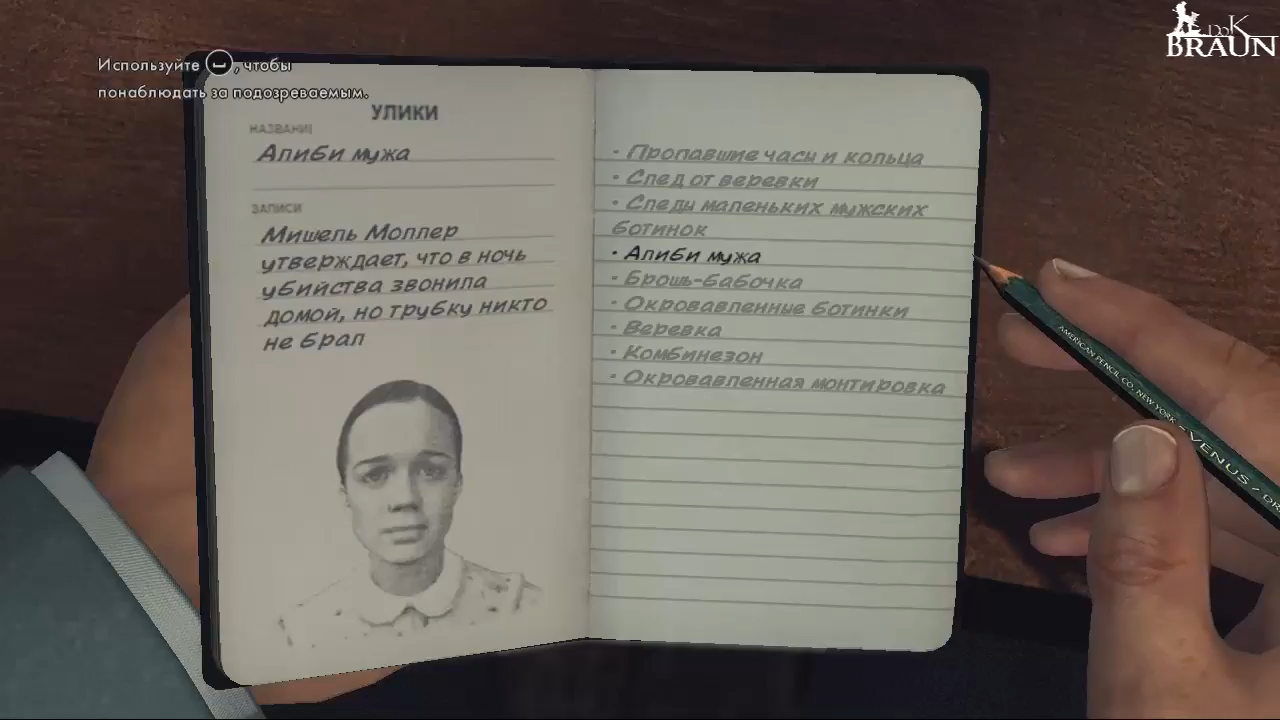 Используйте , чтобы
понаблюдать за подозреваемым.
DOK
BRAUN
УЛИКИ
НАЗВАНИЕ
Алиби мужа
ЗАПИСИ
Мишель Моллер
утверждает, что в ночь
убийства звонила
домой, но трубку никто
не брал
· Пропавшие часы и кольца
· След от веревки
· Следы маленьких мужских
ботинок
· Алиби мужа
· Брошь-бабочка
· Окровавленные ботинки
· Веревка
· Комбинезон
· Окровавленная монтировка
AMERICAN PENCIL CO. NEW YORK - VENUS / DR